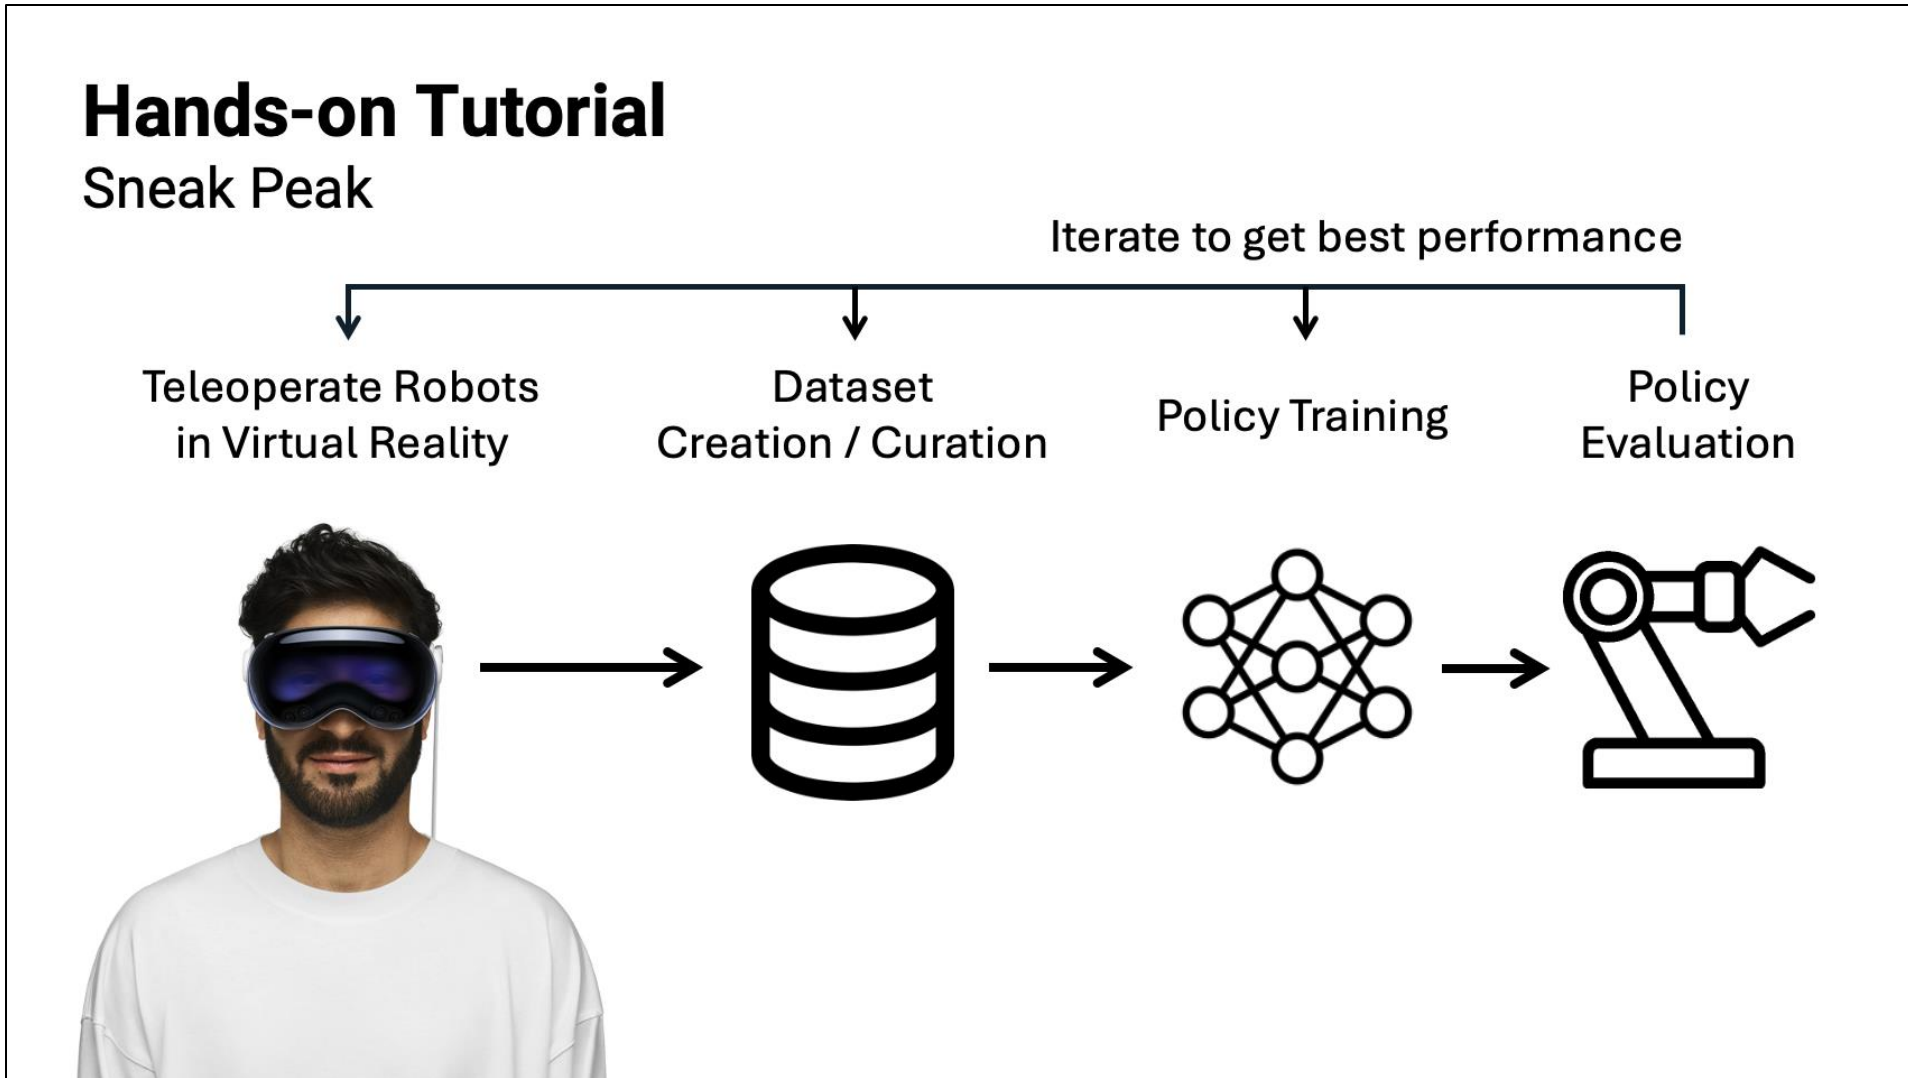 Hands-on Tutorial
Sneak Peak
Iterate to get best performance
Teleoperate Robots
in Virtual Reality
Dataset
Creation / Curation
Policy Training
Policy
Evaluation